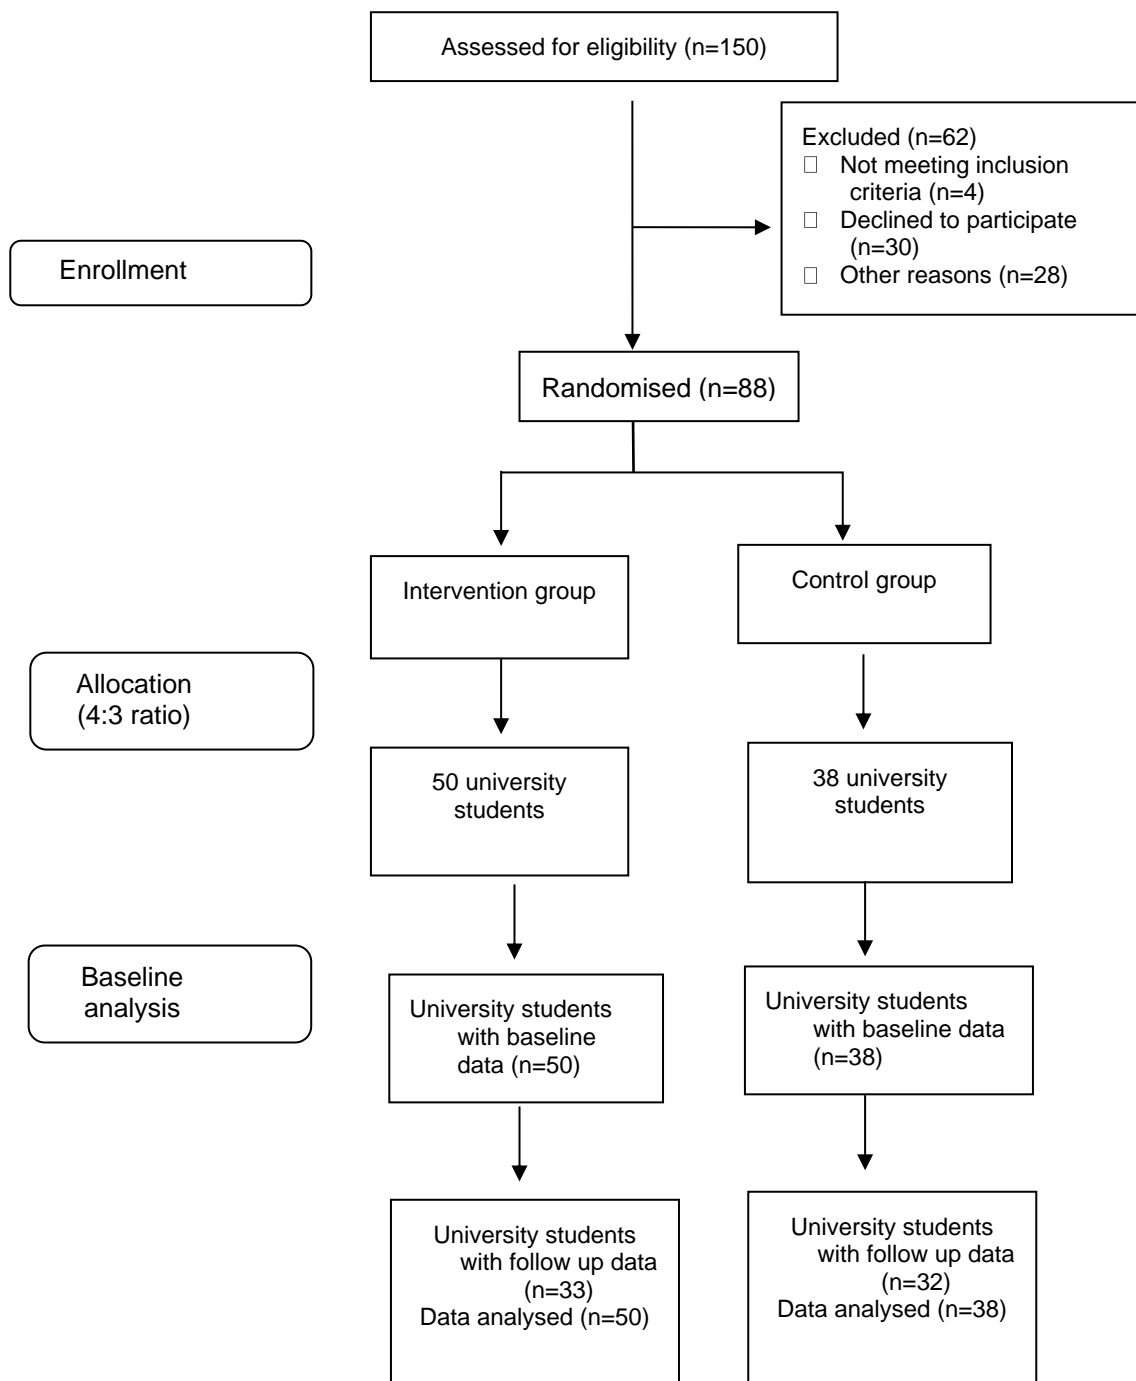 Assessed for eligibility (n=150)
Excluded (n=62)
Not meeting inclusion
criteria (n=4)
Declined to participate
(n=30)
Other reasons (n=28)
Enrollment
Randomised (n=88)
Intervention group
Control group
Allocation
(4:3 ratio)
50 university
students
38 university
students
Baseline
analysis
University students
with baseline
data (n=50)
University students
with baseline data
(n=38)
University students
with follow up data
(n=33)
Data analysed (n=50)
University students
with follow up data
(n=32)
Data analysed (n=38)